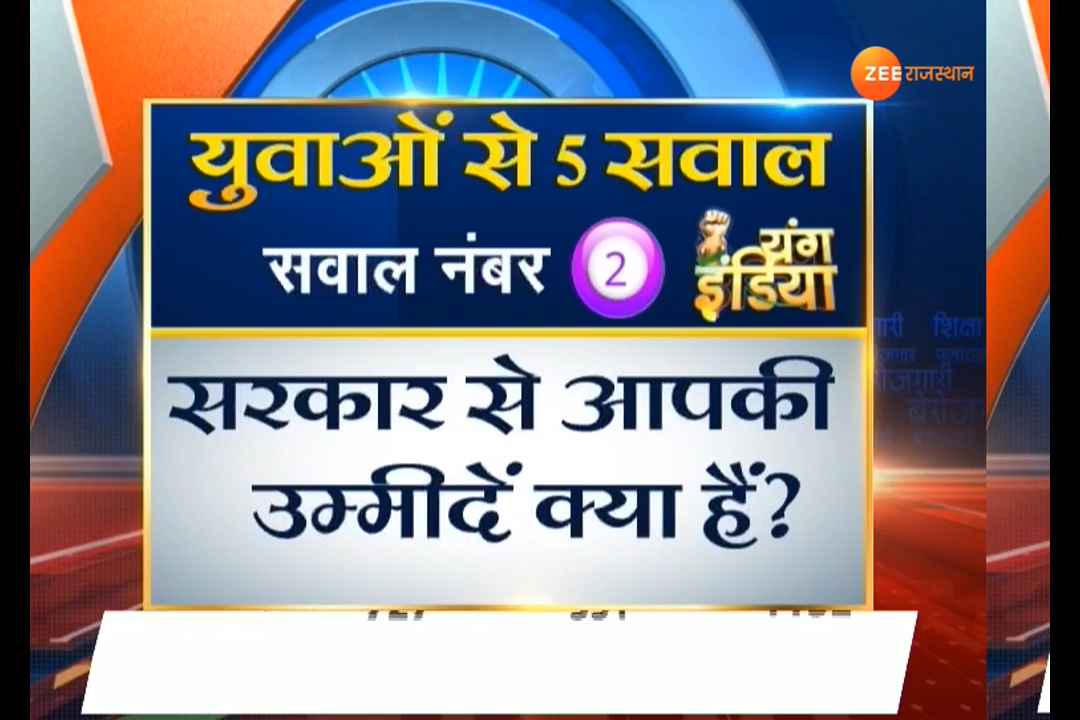 ZEE राजस्थान
युवाओं से 5 सवाल
सवाल नंबर 2
यंग
इंडिया
शिक्षा
सरकार से आपकी
उम्मीदें क्या हैं?